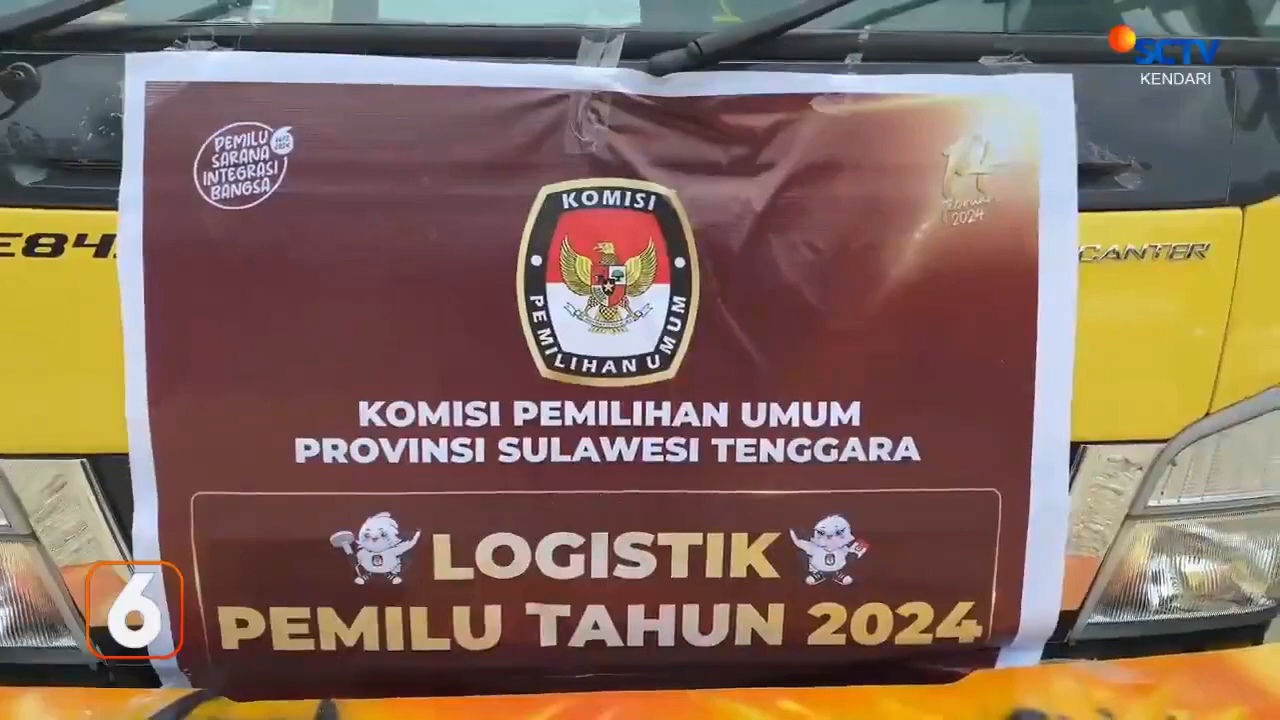 SCTV
KENDARI
PEMILU
SARANA
INTEGRASI
BANGSA
14
2024
KOMISI
PEMILIHAN UMUM
CANTER
KOMISI PEMILIHAN UMUM
PROVINSI SULAWESI TENGGARA
LOGISTIK
PEMILU TAHUN 2024
6